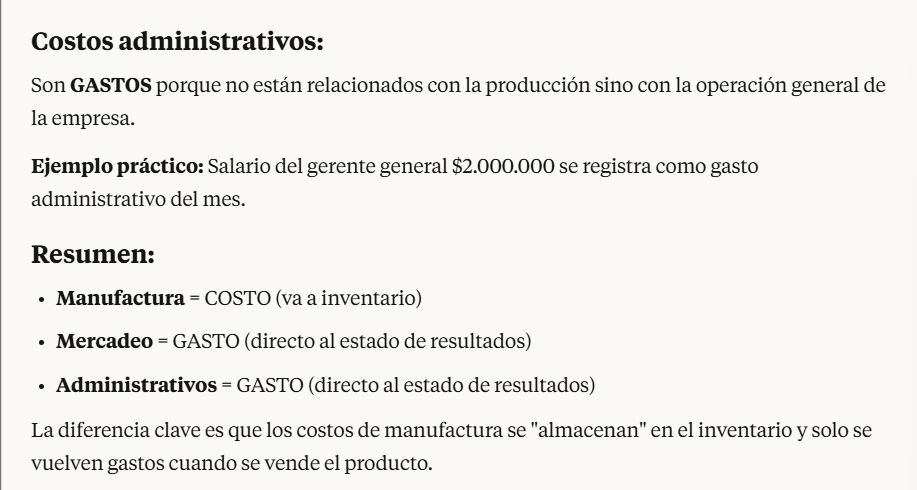 Costos administrativos:
Son GASTOS porque no están relacionados con la producción sino con la operación general de
la empresa.
Ejemplo práctico: Salario del gerente general $2.000.000 se registra como gasto
administrativo del mes.
Resumen:
• Manufactura = COSTO (va a inventario)
• Mercadeo = GASTO (directo al estado de resultados)
• Administrativos = GASTO (directo al estado de resultados)
La diferencia clave es que los costos de manufactura se "almacenan" en el inventario y solo se
vuelven gastos cuando se vende el producto.